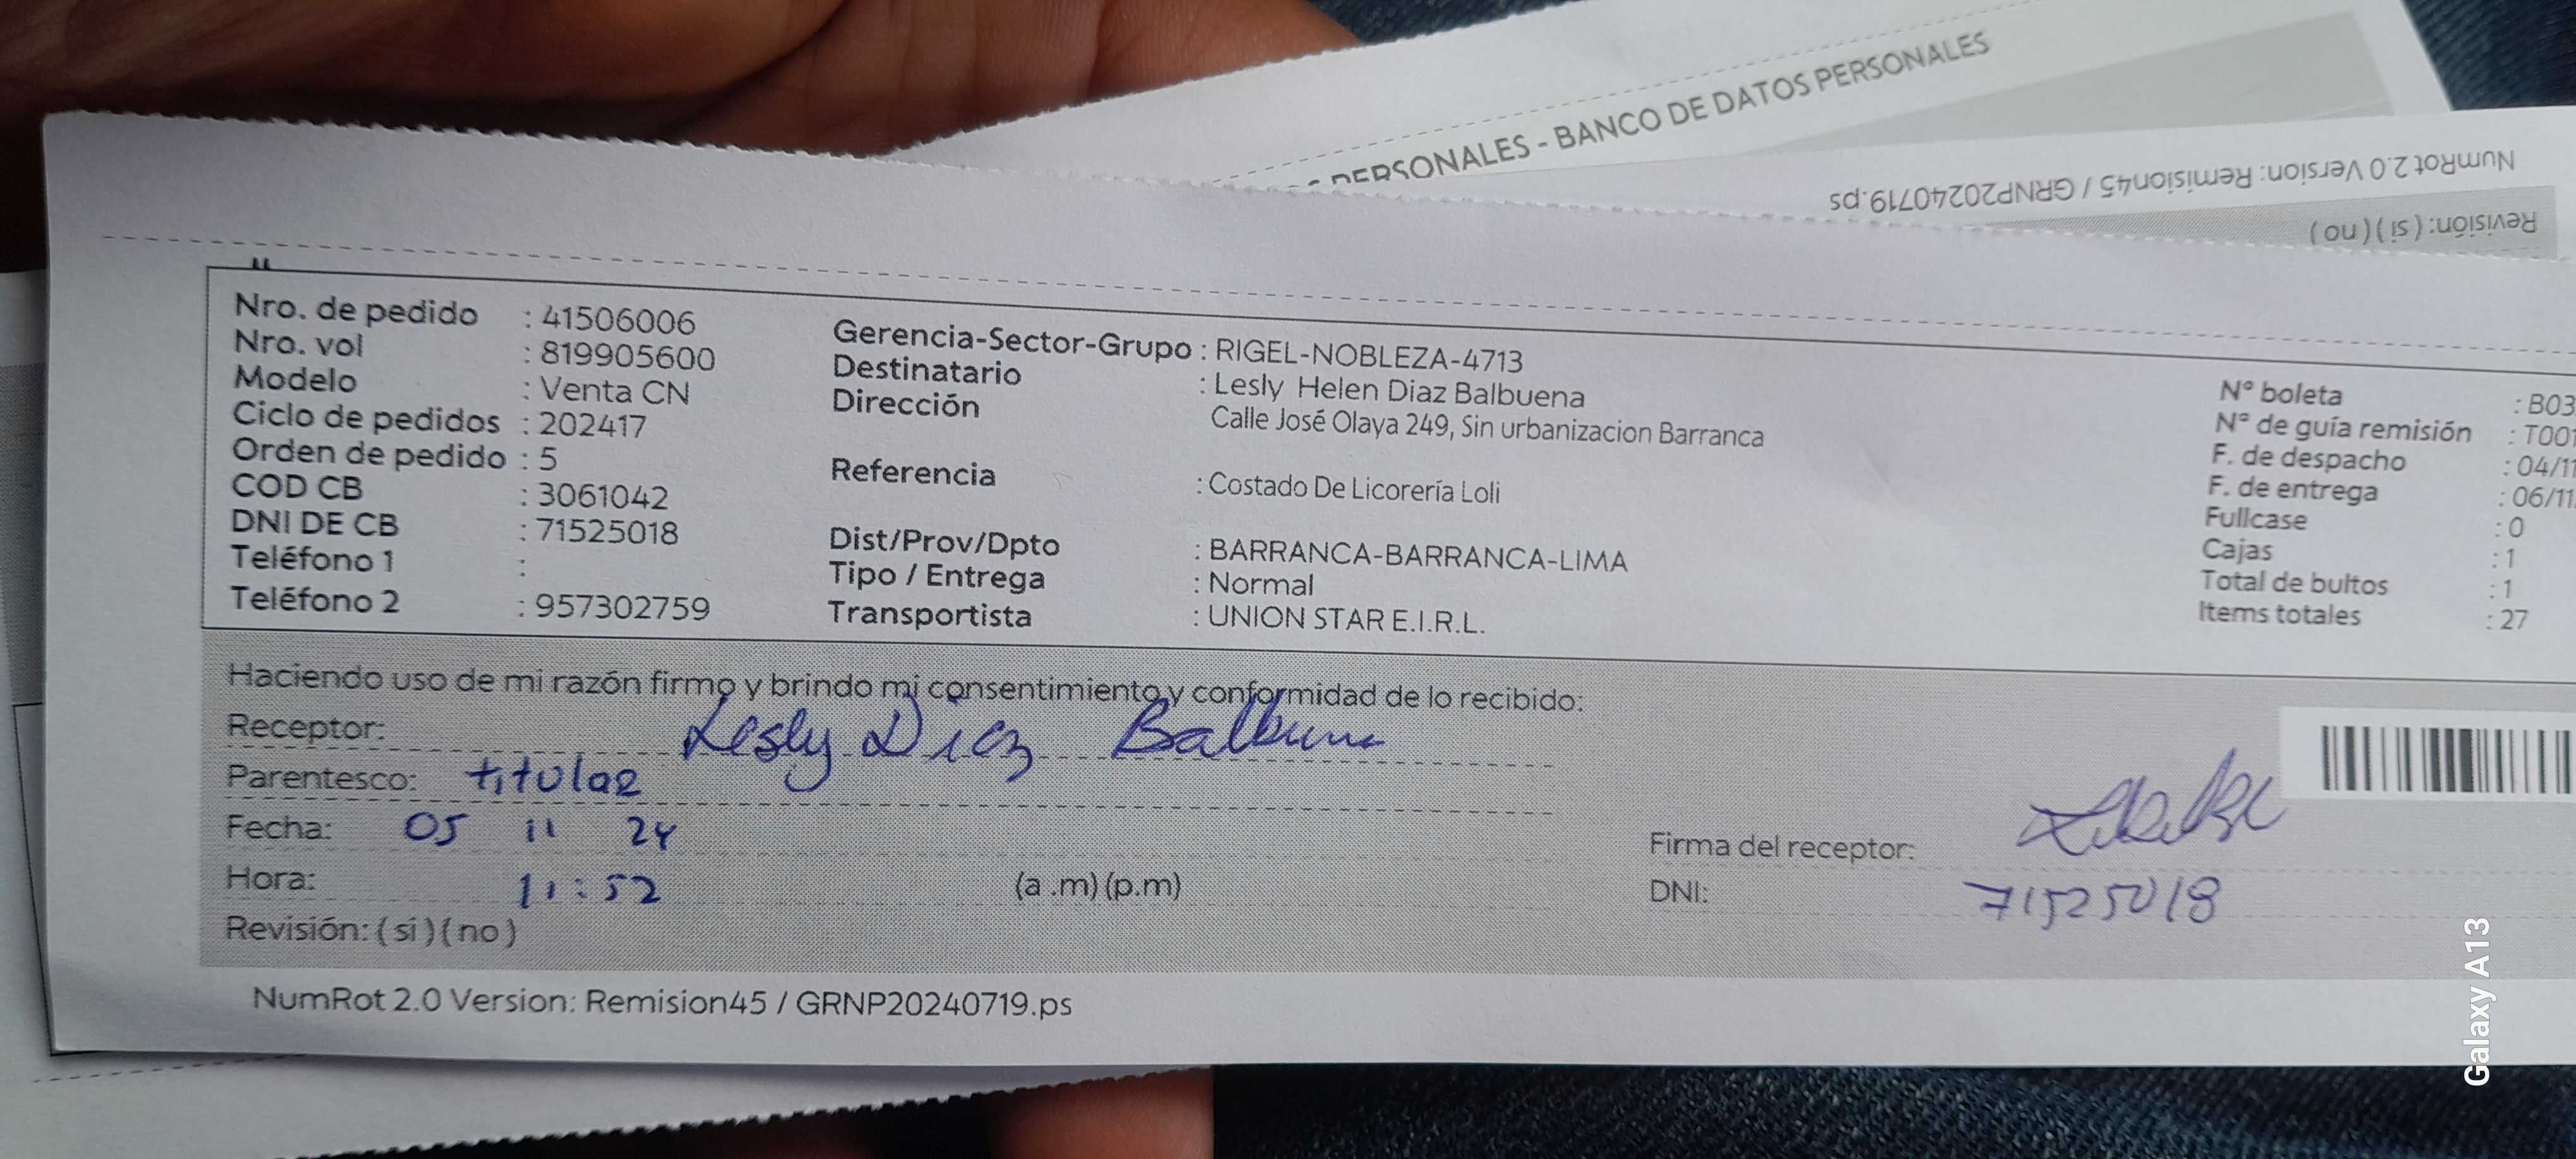 PERSONALES - BANCO DE DATOS PERSONALES
NumRot 2.0 Version: Remision45 / GRNP20240719.ps
Revisión: ( si ) ( no )
Nro. de pedido : 41506006
Nro. vol : 819905600
Modelo : Venta CN
Ciclo de pedidos : 202417
Orden de pedido : 5
COD CB : 3061042
DNI DE CB : 71525018
Teléfono 1 :
Teléfono 2 : 957302759
Gerencia-Sector-Grupo : RIGEL-NOBLEZA-4713
Destinatario : Lesly Helen Diaz Balbuena
Dirección Calle José Olaya 249, Sin urbanizacion Barranca
Referencia : Costado De Licorería Loli
Dist/Prov/Dpto : BARRANCA-BARRANCA-LIMA
Tipo / Entrega : Normal
Transportista : UNION STAR E.I.R.L.
N° boleta : B03
N° de guía remisión : T001
F. de despacho : 04/11
F. de entrega : 06/11
Fullcase : 0
Cajas : 1
Total de bultos : 1
Items totales : 27
Haciendo uso de mi razón firmo y brindo mi consentimiento y conformidad de lo recibido:
Receptor: Lesly Diaz Balbuena
Parentesco: titular
Fecha: 05 11 24
Hora: 11:52 (a .m) (p.m)
Revisión: ( si ) ( no )
Firma del receptor:
DNI: 71525018
NumRot 2.0 Version: Remision45 / GRNP20240719.ps
Galaxy A13